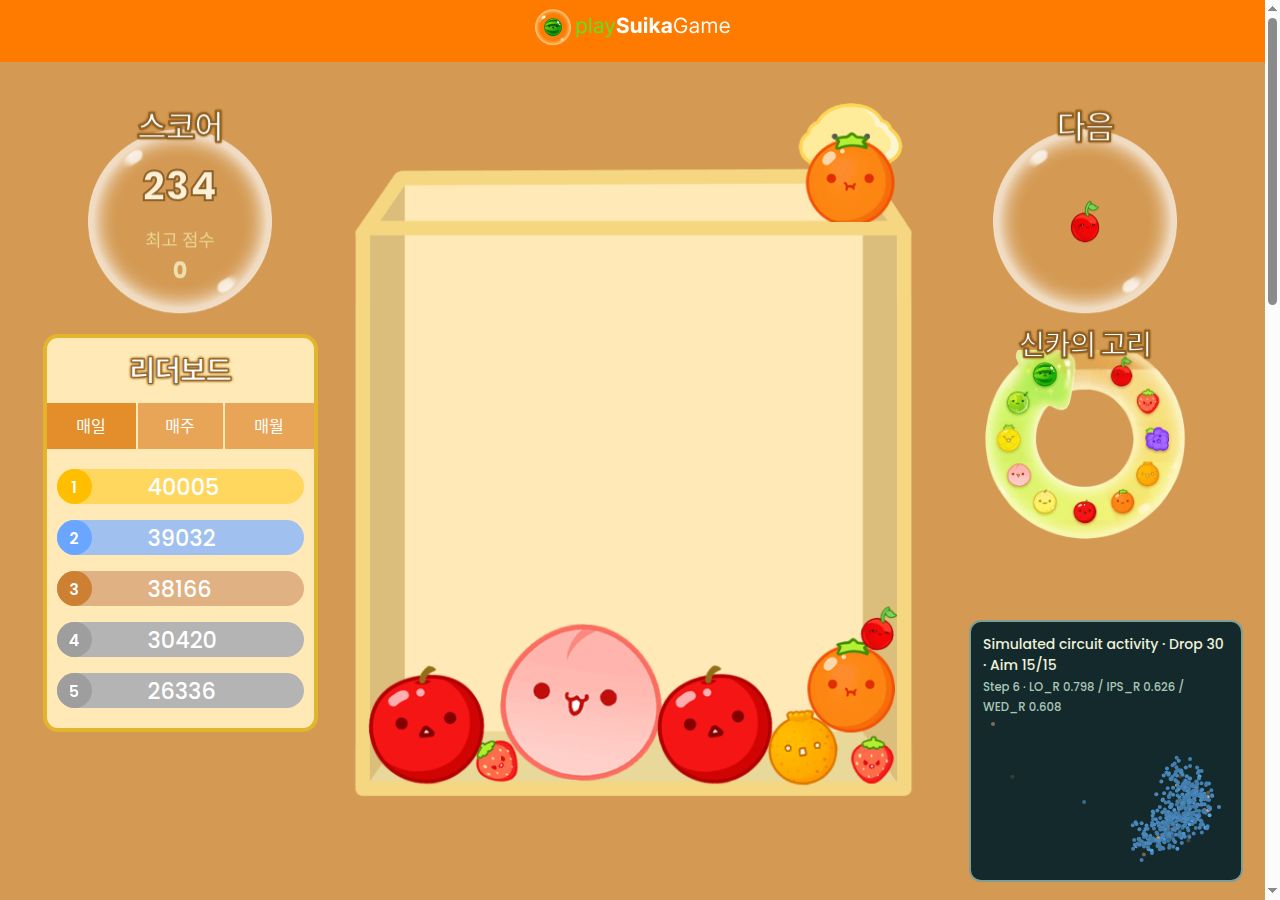 playSuikaGame
스코어
234
최고 점수
0
다음
신카의 고리
리더보드
매일 매주 매월
1 40005
2 39032
3 38166
4 30420
5 26336
Simulated circuit activity · Drop 30
· Aim 15/15
Step 6 · LO_R 0.798 / IPS_R 0.626 /
WED_R 0.608